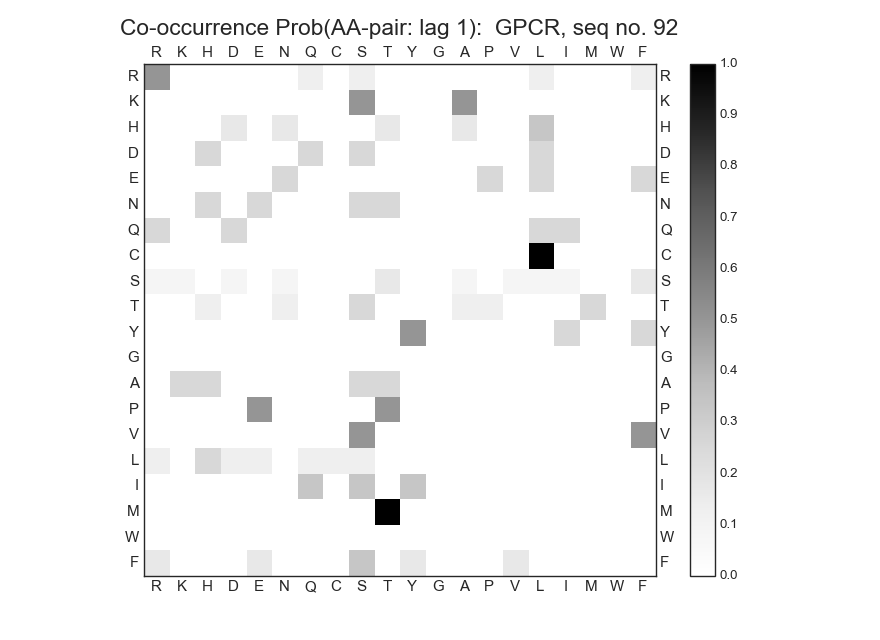 Co-occurrence Prob(AA-pair: lag 1):  GPCR, seq no. 92
R K H D E N Q C S T Y G A P V L I M W F
R R 1.0
K K 0.9
H H
D D 0.8
E E
N N 0.7
Q Q
C C 0.6
S S
T T 0.5
Y Y
G G 0.4
A A
P P 0.3
V V
L L 0.2
I I
M M 0.1
W W
F F 0.0
R K H D E N Q C S T Y G A P V L I M W F